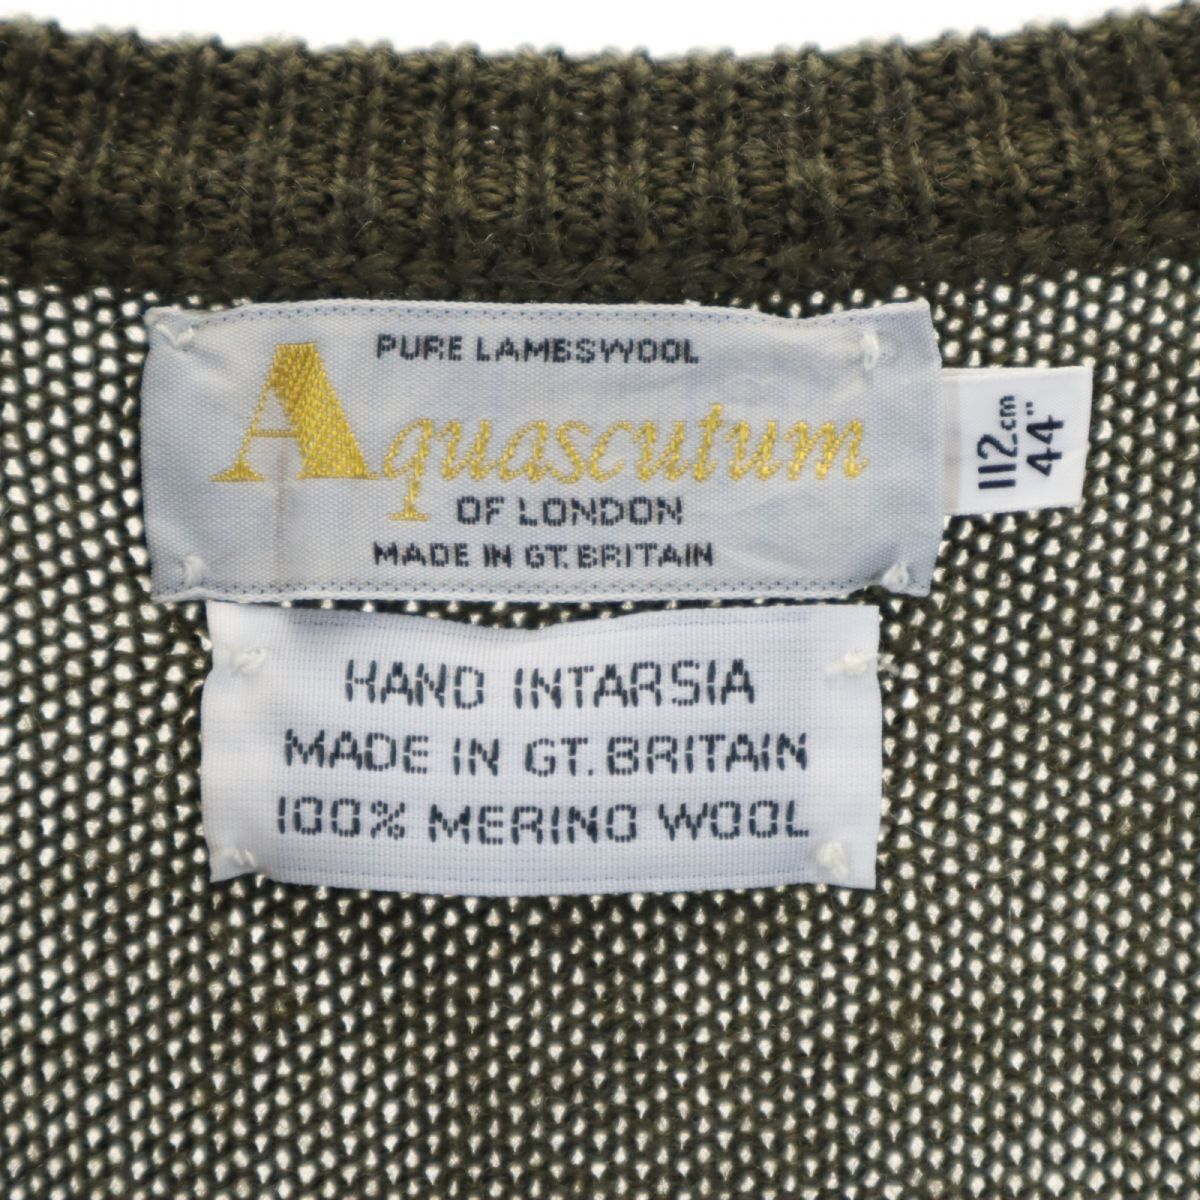 PURE LAMBSWOOL
Aquascutum
OF LONDON
MADE IN GT. BRITAIN
112cm
44"
HAND INTARSIA
MADE IN GT. BRITAIN
100% MERINO WOOL